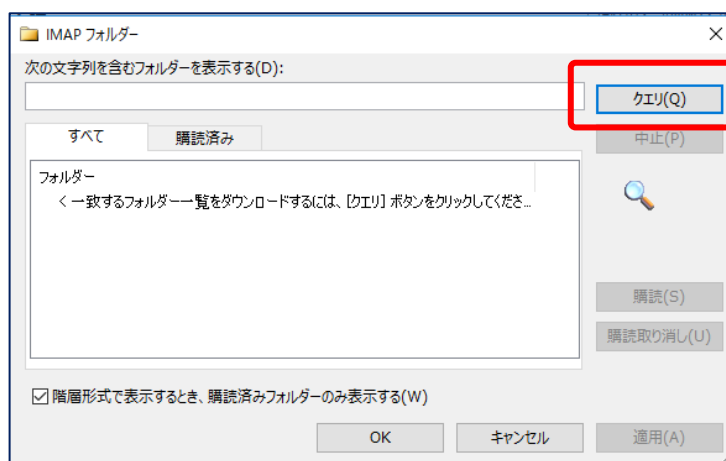 IMAP フォルダー
次の文字列を含むフォルダーを表示する(D):
クエリ(Q)
すべて
購読済み
中止(P)
フォルダー
< 一致するフォルダー一覧をダウンロードするには、[クエリ] ボタンをクリックしてくださ...
購読(S)
購読取り消し(U)
階層形式で表示するとき、購読済みフォルダーのみ表示する(W)
OK
キャンセル
適用(A)